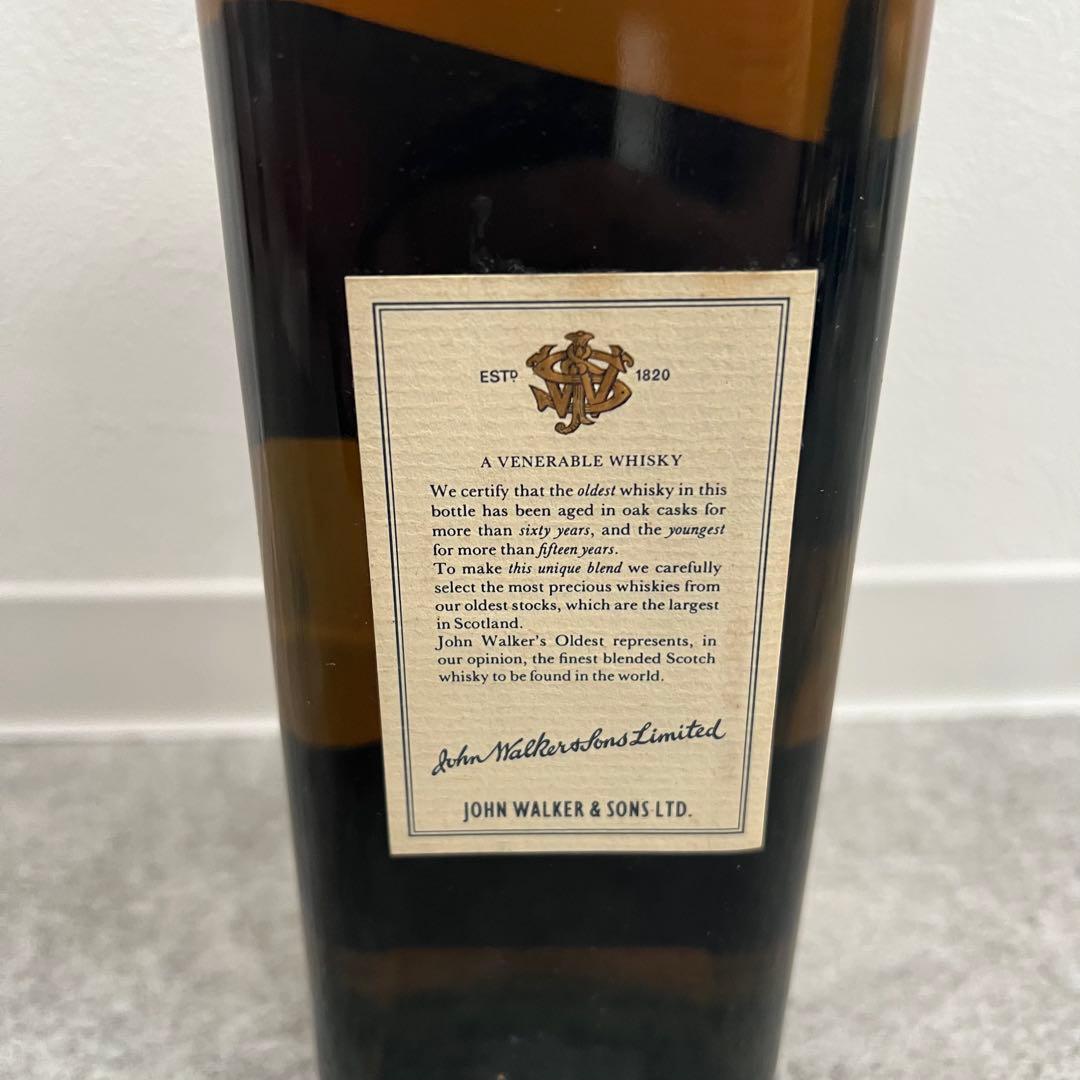 ESTD 1820
A VENERABLE WHISKY
We certify that the oldest whisky in this
bottle has been aged in oak casks for
more than sixty years, and the youngest
for more than fifteen years.
To make this unique blend we carefully
select the most precious whiskies from
our oldest stocks, which are the largest
in Scotland.
John Walker's Oldest represents, in
our opinion, the finest blended Scotch
whisky to be found in the world.
John Walker & Sons Limited
JOHN WALKER & SONS LTD.